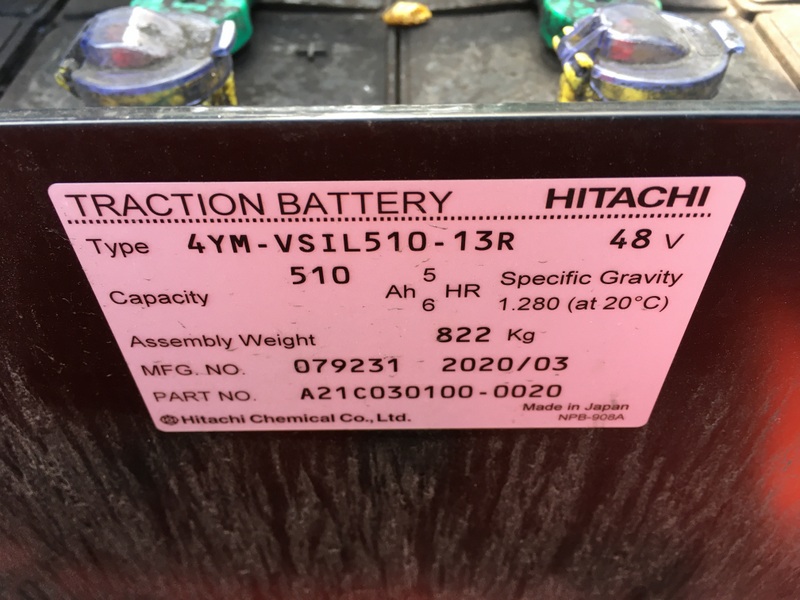 TRACTION BATTERY HITACHI
Type 4YM-VSIL510-13R 48 V
Capacity 510 Ah 5 6 HR Specific Gravity
1.280 (at 20°C)
Assembly Weight 822 Kg
MFG. NO. 079231 2020/03
PART NO. A21C030100-0020
Made in Japan
Hitachi Chemical Co., Ltd. NPB-908A